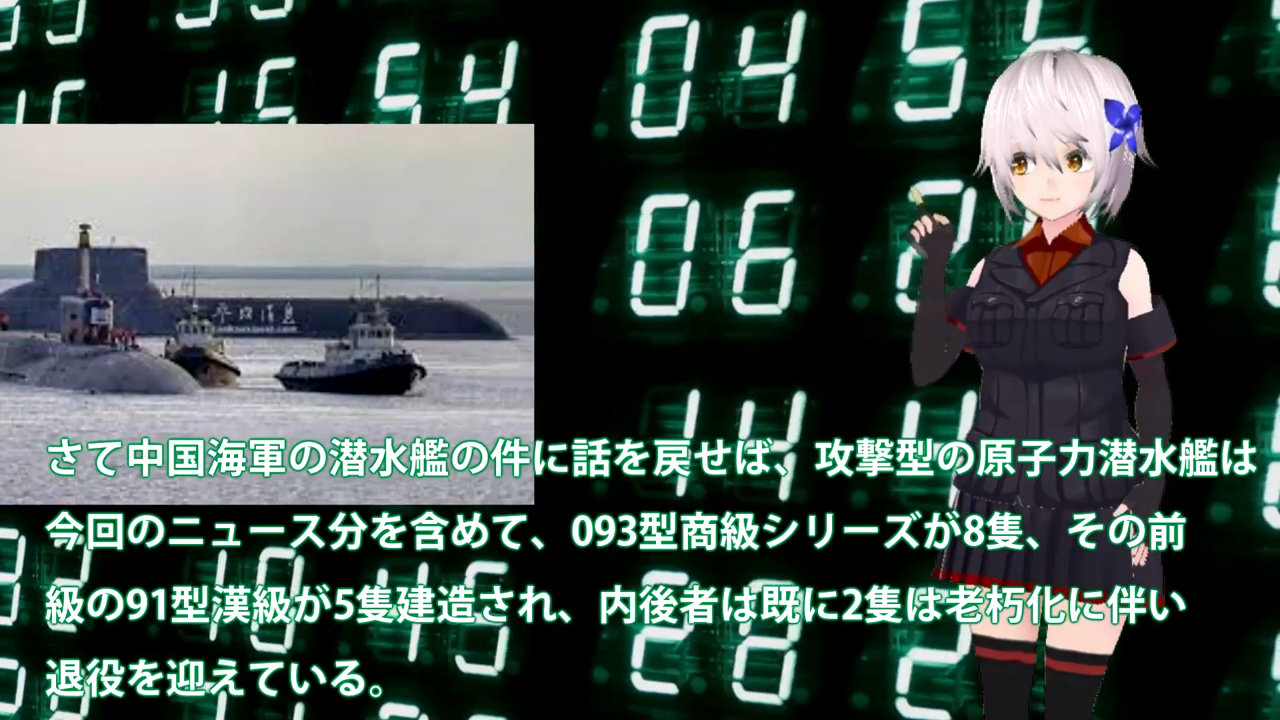 04
06
さて中国海軍の潜水艦の件に話を戻せば、攻撃型の原子力潜水艦は
今回のニュース分を含めて、093型商級シリーズが8隻、その前
級の91型漢級が5隻建造され、内後者は既に2隻は老朽化に伴い
退役を迎えている。